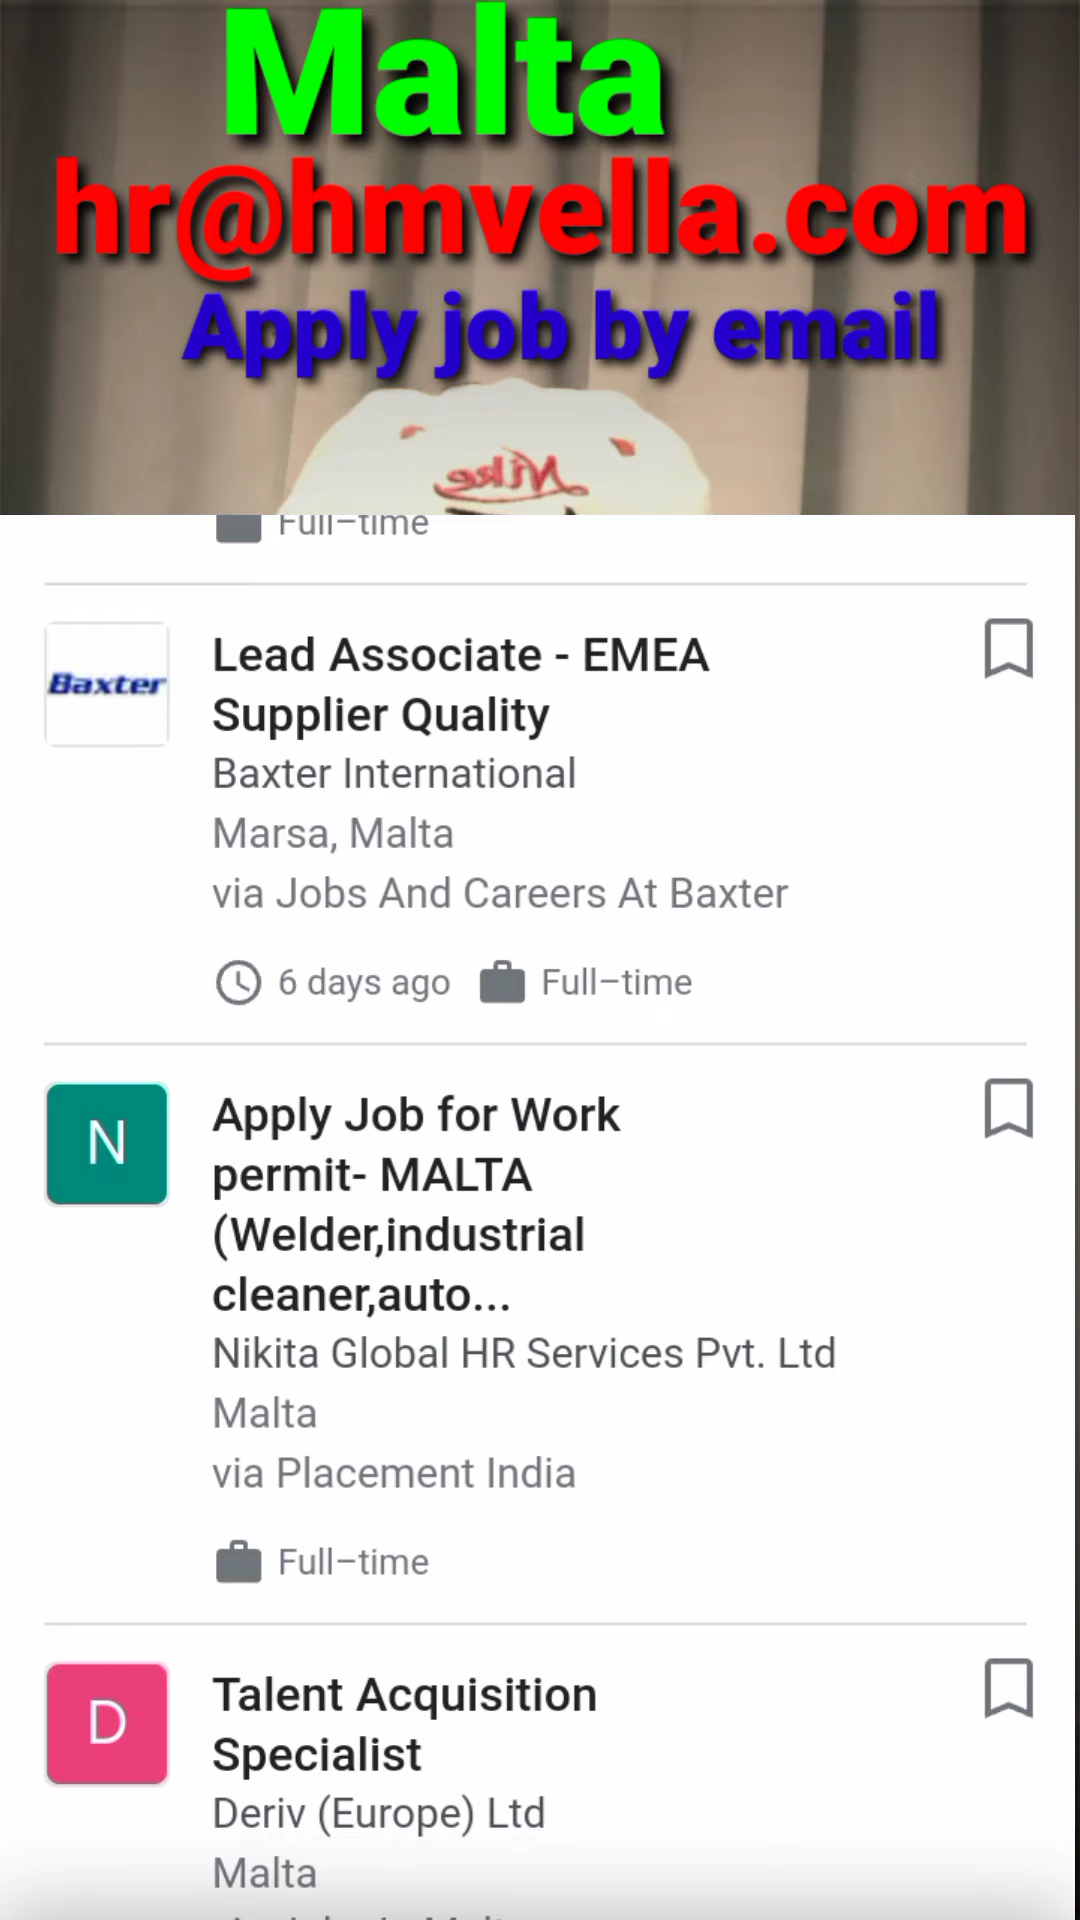 Malta
hr@hmvella.com
Apply job by email
Nike
Full-time
Baxter
Lead Associate - EMEA
Supplier Quality
Baxter International
Marsa, Malta
via Jobs And Careers At Baxter
6 days ago Full-time
N
Apply Job for Work
permit- MALTA
(Welder,industrial
cleaner,auto...
Nikita Global HR Services Pvt. Ltd
Malta
via Placement India
Full-time
D
Talent Acquisition
Specialist
Deriv (Europe) Ltd
Malta